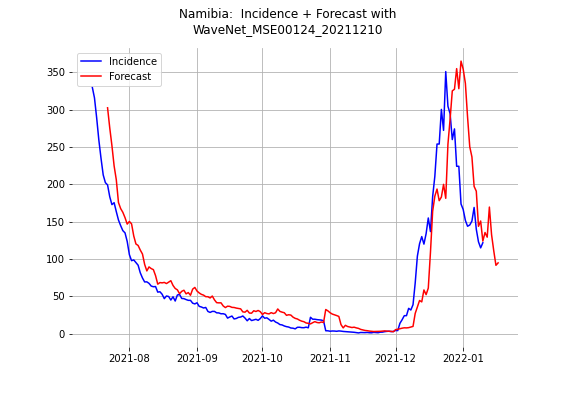 Namibia: Incidence + Forecast with
WaveNet_MSE00124_20211210
Incidence
Forecast
350
300
250
200
150
100
50
0
2021-08 2021-09 2021-10 2021-11 2021-12 2022-01